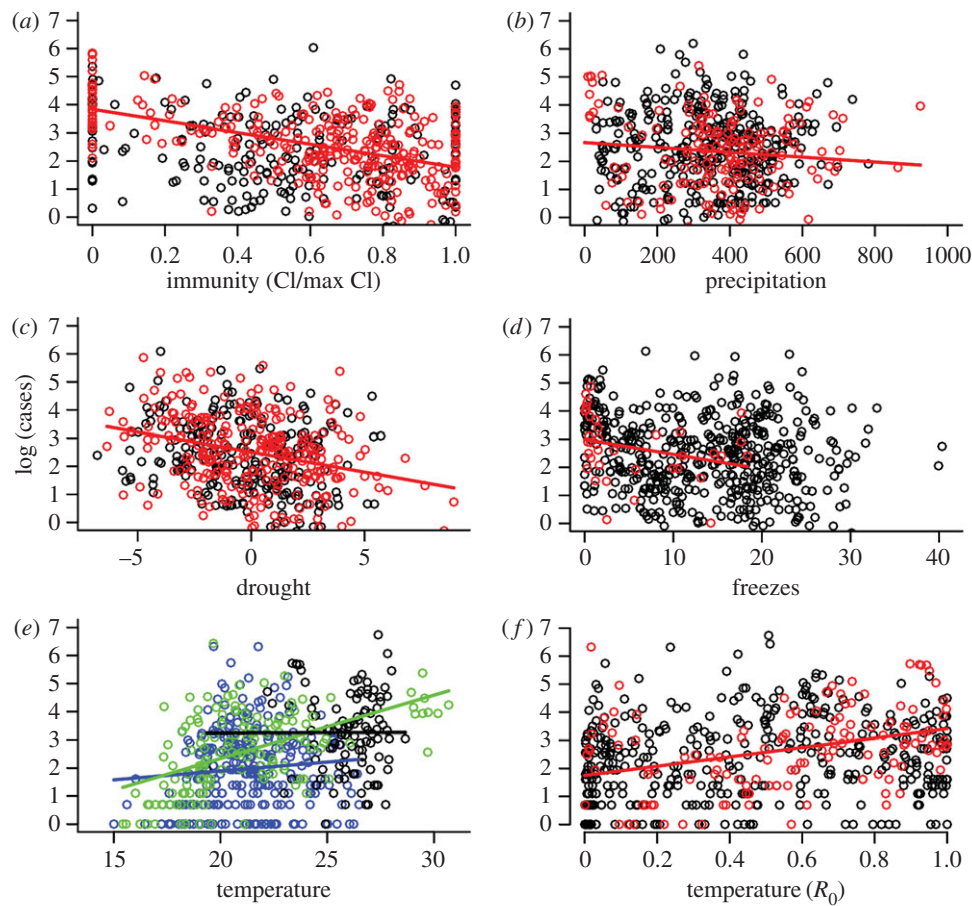 (a)
7
6
5
4
3
2
1
0
0 0.2 0.4 0.6 0.8 1.0
immunity (Cl/max Cl)
(b)
7
6
5
4
3
2
1
0
0 200 400 600 800 1000
precipitation
log (cases)
(c)
7
6
5
4
3
2
1
0
–5 0 5
drought
(d)
7
6
5
4
3
2
1
0
0 10 20 30 40
freezes
(e)
7
6
5
4
3
2
1
0
15 20 25 30
temperature
(f)
7
6
5
4
3
2
1
0
0 0.2 0.4 0.6 0.8 1.0
temperature (R0)